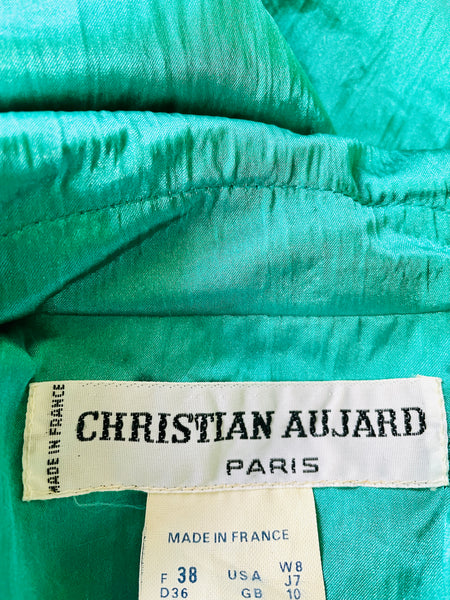 MADE IN FRANCE
CHRISTIAN AUJARD
PARIS
MADE IN FRANCE
F 38 USA W8 J7
D36 GB 10